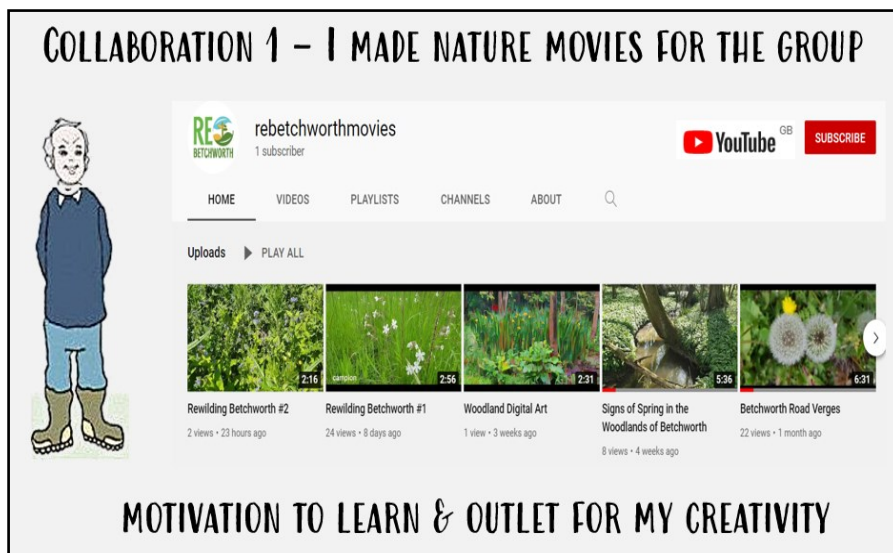 COLLABORATION 1 – I MADE NATURE MOVIES FOR THE GROUP
RE
BETCHWORTH
rebetchworthmovies
1 subscriber
YouTube GB
SUBSCRIBE
HOME VIDEOS PLAYLISTS CHANNELS ABOUT
Uploads PLAY ALL
2:16
campion
2:56
2:31
5:36
6:31
Rewilding Betchworth #2
2 views • 23 hours ago
Rewilding Betchworth #1
24 views • 8 days ago
Woodland Digital Art
1 view • 3 weeks ago
Signs of Spring in the
Woodlands of Betchworth
8 views • 4 weeks ago
Betchworth Road Verges
22 views • 1 month ago
MOTIVATION TO LEARN & OUTLET FOR MY CREATIVITY